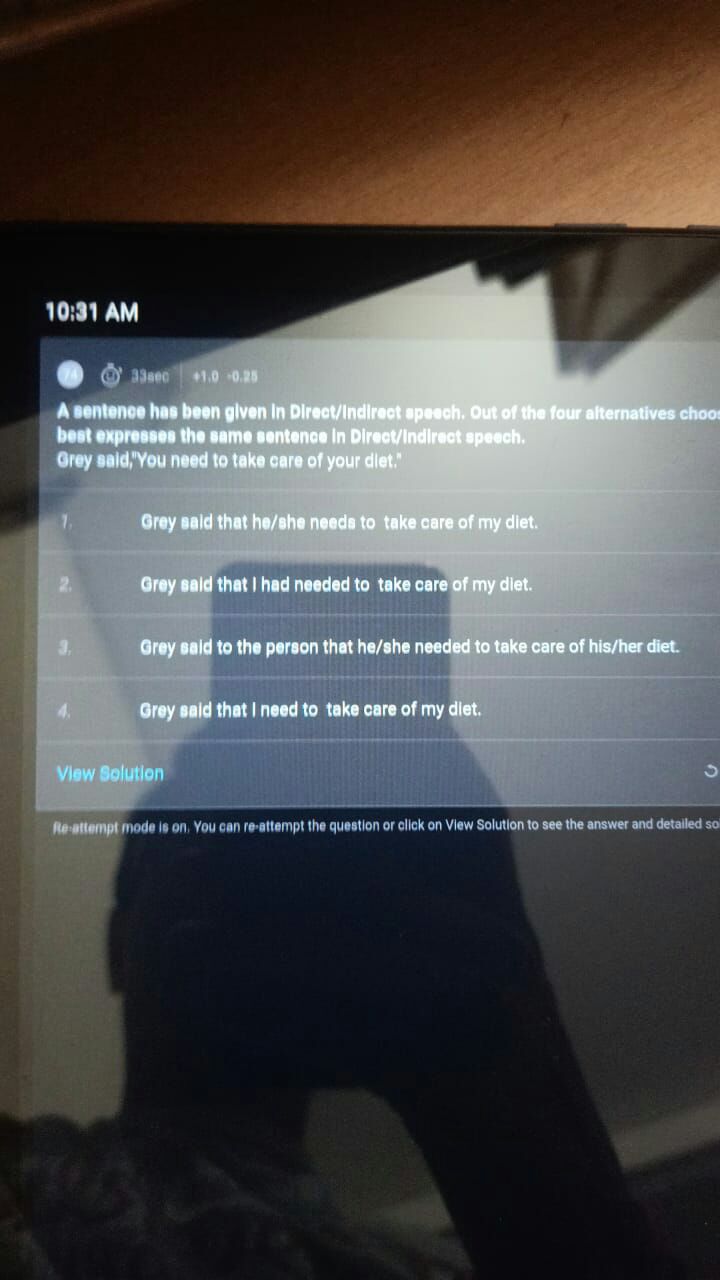 10:31 AM
74 33sec +1.0 -0.25
A sentence has been given in Direct/Indirect speech. Out of the four alternatives choos
best expresses the same sentence in Direct/Indirect speech.
Grey said,"You need to take care of your diet."
1. Grey said that he/she needs to take care of my diet.
2. Grey said that I had needed to take care of my diet.
3. Grey said to the person that he/she needed to take care of his/her diet.
4. Grey said that I need to take care of my diet.
View Solution
Re-attempt mode is on. You can re-attempt the question or click on View Solution to see the answer and detailed so